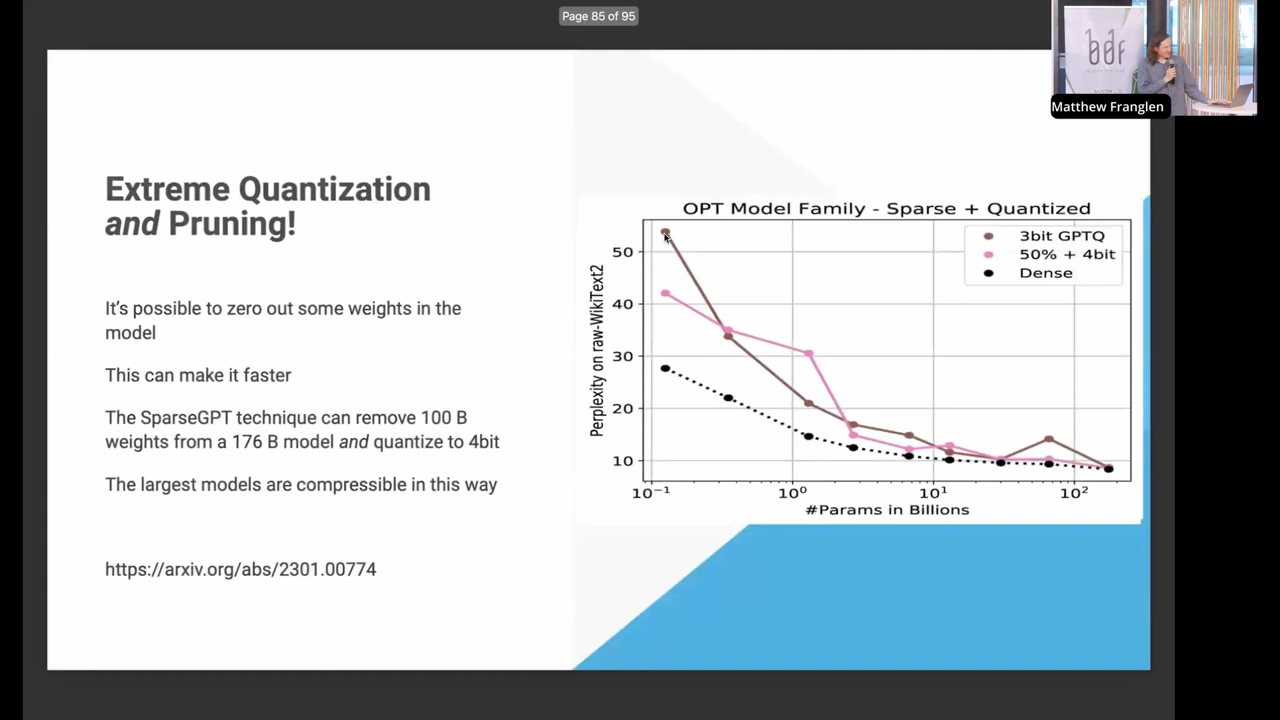 Page 85 of 95
bdf
Matthew Franglen
Extreme Quantization
and Pruning!
It's possible to zero out some weights in the
model
This can make it faster
The SparseGPT technique can remove 100 B
weights from a 176 B model and quantize to 4bit
The largest models are compressible in this way
https://arxiv.org/abs/2301.00774
OPT Model Family - Sparse + Quantized
3bit GPTQ
50% + 4bit
Dense
Perplexity on raw-WikiText2
50
40
30
20
10
10⁻¹ 10⁰ 10¹ 10²
#Params in Billions